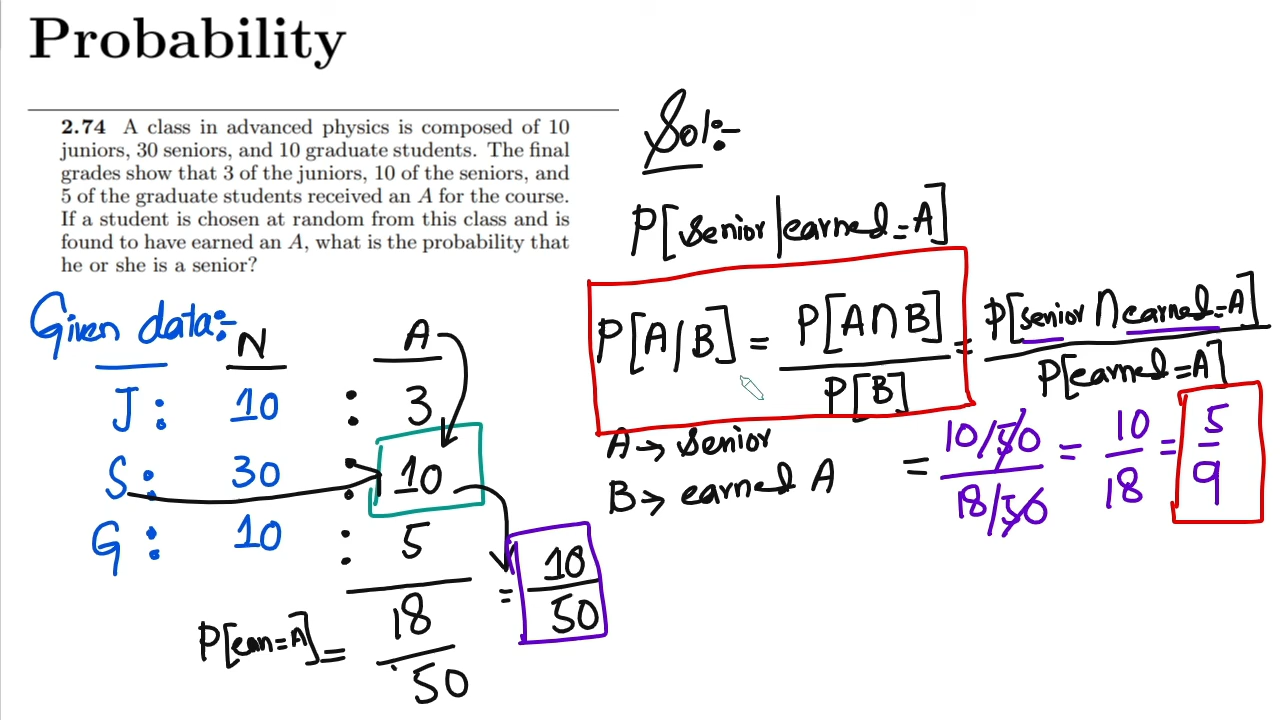 Probability
2.74 A class in advanced physics is composed of 10
juniors, 30 seniors, and 10 graduate students. The final
grades show that 3 of the juniors, 10 of the seniors, and
5 of the graduate students received an A for the course.
If a student is chosen at random from this class and is
found to have earned an A, what is the probability that
he or she is a senior?
Given data:-
N A
J : 10 : 3
S : 30 : 10
G : 10 : 5
P[ean=A] = 18/50 = 10/50
Sol:-
P[senior|earned=A]
P[A/B] = P[A∩B]/P[B] = P[senior ∩ earned=A]/P[earned=A]
A→ senior
B→ earned A
= 10/50 / 18/50 = 10/18 = 5/9